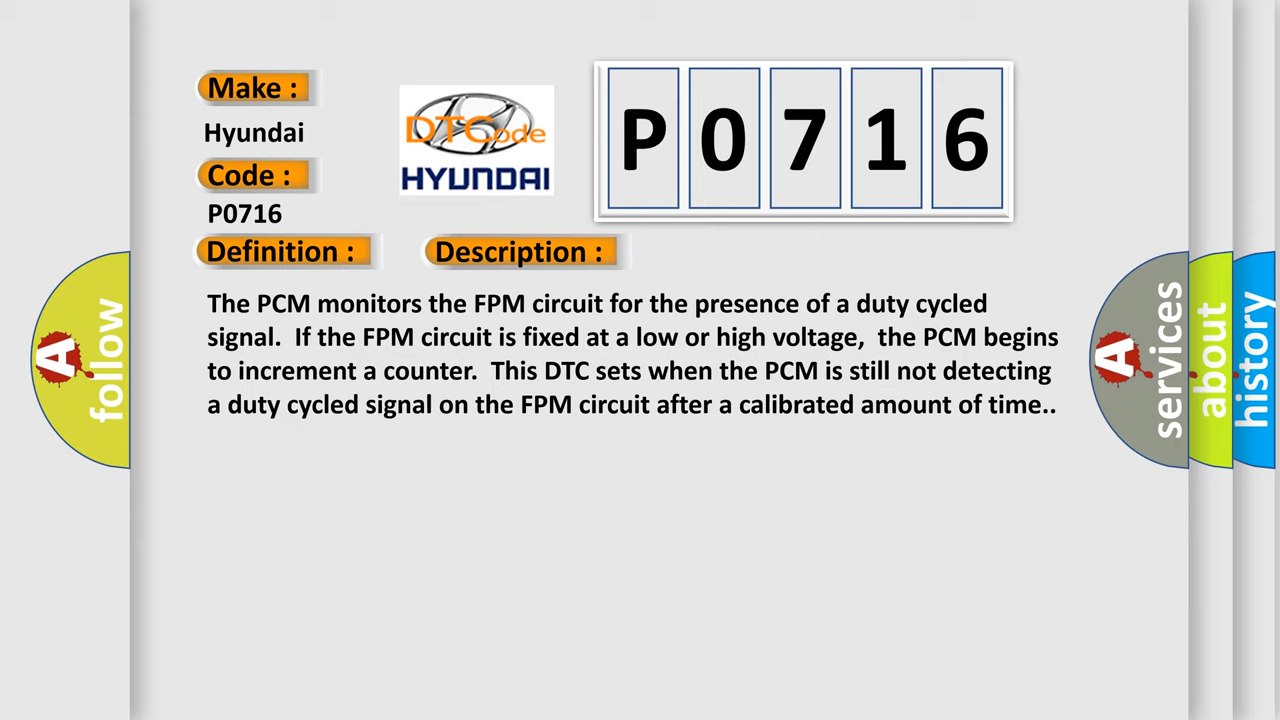 Make :
Hyundai
Code :
P0716
Definition :
Description :
DTCode
HYUNDAI
P0716
The PCM monitors the FPM circuit for the presence of a duty cycled
signal. If the FPM circuit is fixed at a low or high voltage, the PCM begins
to increment a counter. This DTC sets when the PCM is still not detecting
a duty cycled signal on the FPM circuit after a calibrated amount of time..
A
follow
A
services
about
history